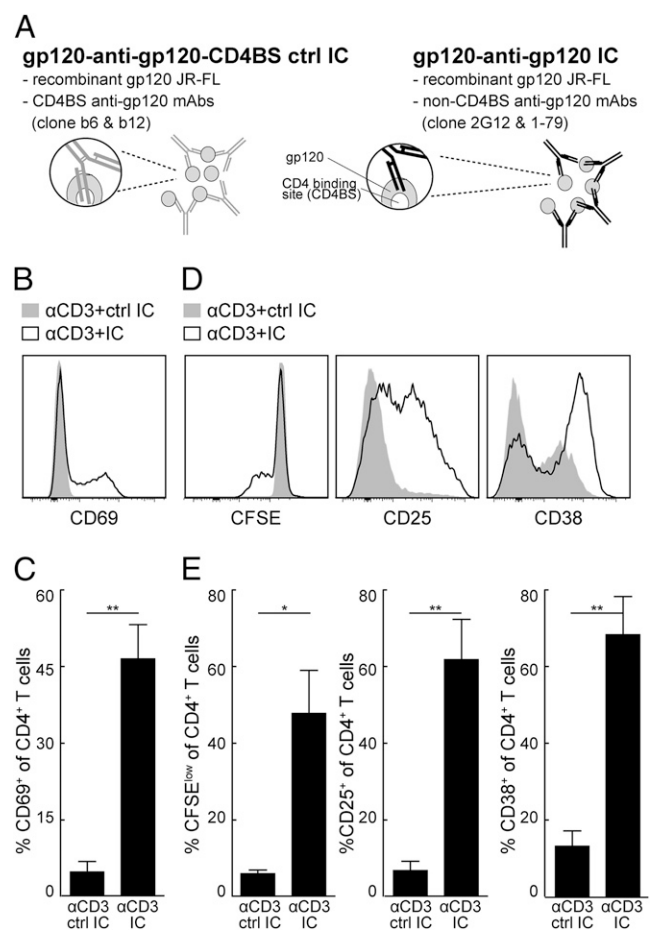 A
gp120-anti-gp120-CD4BS ctrl IC
- recombinant gp120 JR-FL
- CD4BS anti-gp120 mAbs
(clone b6 & b12)
gp120-anti-gp120 IC
- recombinant gp120 JR-FL
- non-CD4BS anti-gp120 mAbs
(clone 2G12 & 1-79)
gp120
CD4 binding
site (CD4BS)
B
αCD3+ctrl IC
αCD3+IC
CD69
D
αCD3+ctrl IC
αCD3+IC
CFSE
CD25
CD38
C
% CD69⁺ of CD4⁺ T cells
60
45
30
15
0
**
αCD3
ctrl IC
αCD3
IC
E
% CFSEˡᵒʷ of CD4⁺ T cells
80
60
40
20
0
*
αCD3
ctrl IC
αCD3
IC
%CD25⁺ of CD4⁺ T cells
80
60
40
20
0
**
αCD3
ctrl IC
αCD3
IC
% CD38⁺ of CD4⁺ T cells
80
60
40
20
0
**
αCD3
ctrl IC
αCD3
IC